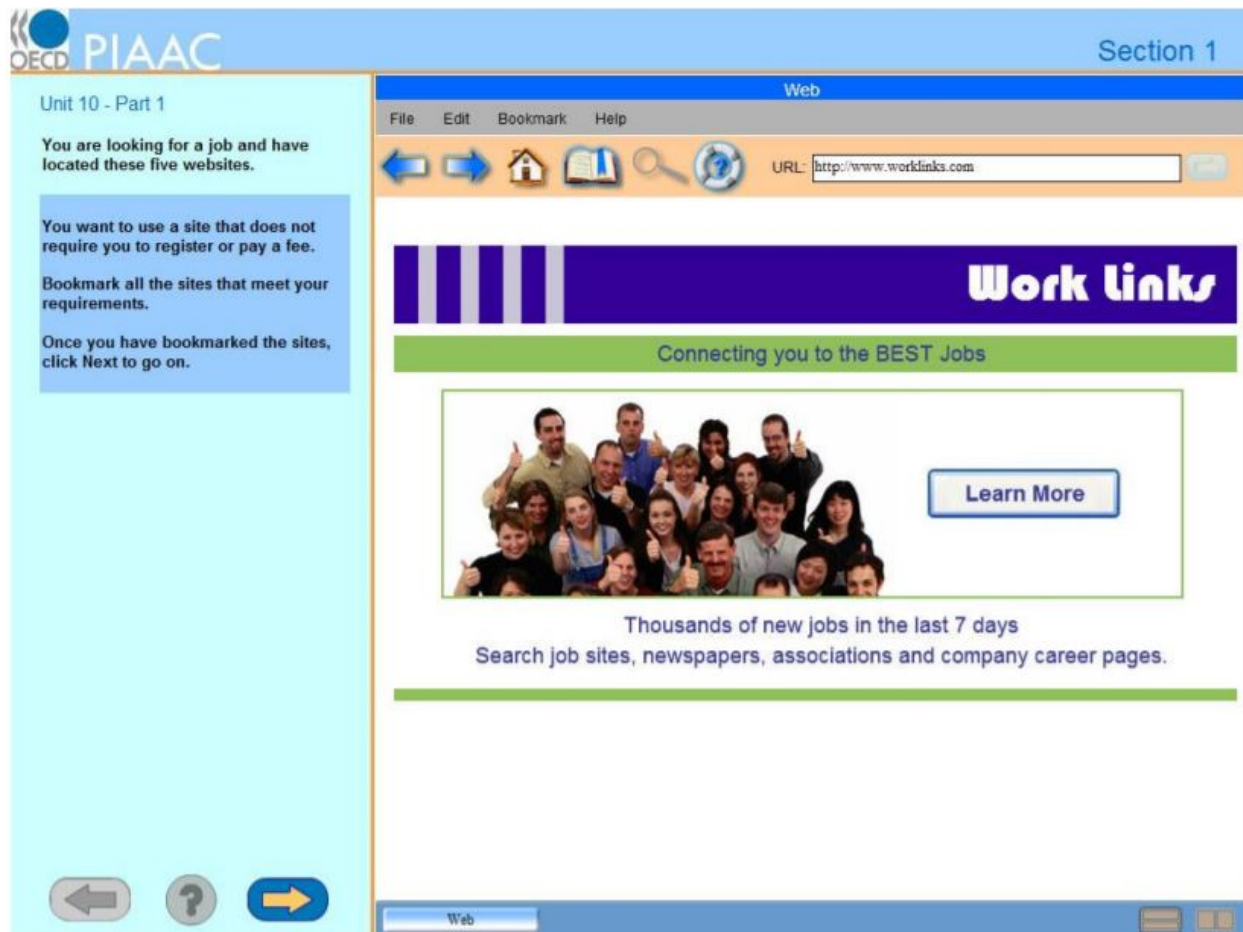 OECD PIAAC
Section 1
Unit 10 - Part 1
You are looking for a job and have
located these five websites.
You want to use a site that does not
require you to register or pay a fee.
Bookmark all the sites that meet your
requirements.
Once you have bookmarked the sites,
click Next to go on.
?
Web
File Edit Bookmark Help
? URL: http://www.worklinks.com
Work Links
Connecting you to the BEST Jobs
Learn More
Thousands of new jobs in the last 7 days
Search job sites, newspapers, associations and company career pages.
Web